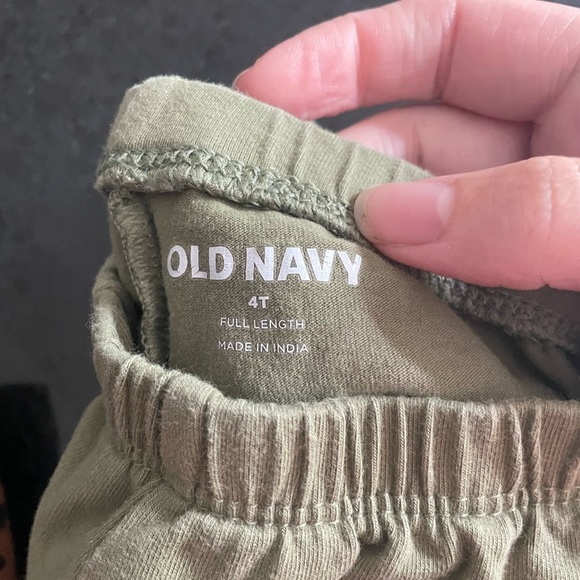 OLD NAVY
4T
FULL LENGTH
MADE IN INDIA